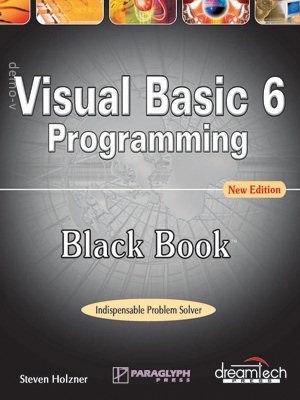 demo-v
Visual Basic 6
Programming
New Edition
Black Book
Indispensable Problem Solver
Steven Holzner
PARAGLYPH
PRESS
dreamtech
PRESS